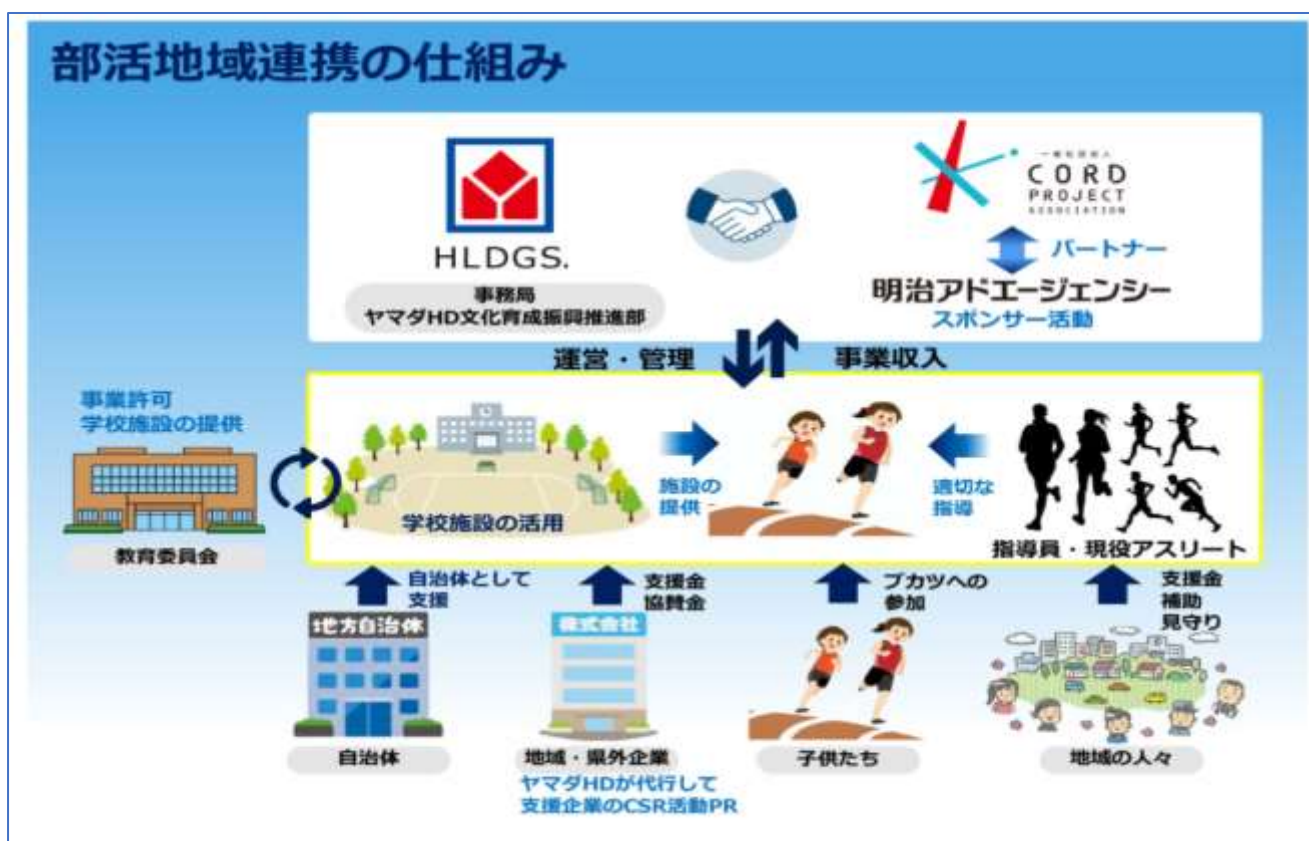 部活地域連携の仕組み
一般社団法人
CORD
PROJECT
ASSOCIATION
HLDGS.
パートナー
事務局
ヤマダHD文化育成振興推進部
明治アドエージェンシー
スポンサー活動
運営・管理
事業収入
事業許可
学校施設の提供
教育委員会
学校施設の活用
施設の
提供
適切な
指導
指導員・現役アスリート
自治体として
支援
支援金
協賛金
ブカツへの
参加
支援金
補助
見守り
地方自治体
株式会社
自治体
地域・県外企業
子供たち
地域の人々
ヤマダHDが代行して
支援企業のCSR活動PR